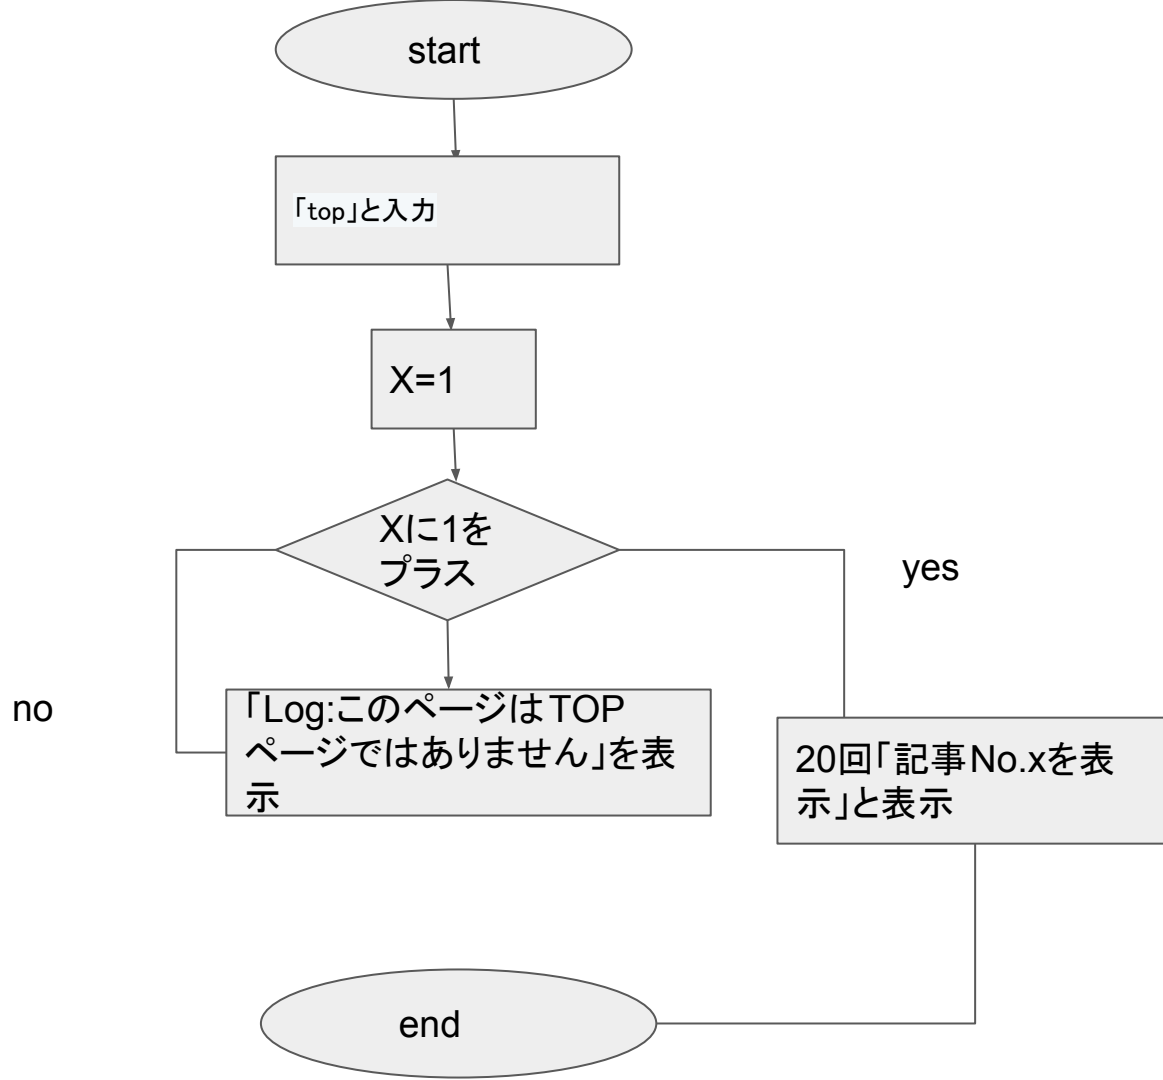 start
「top」と入力
X=1
Xに1を
プラス
yes
no
「Log:このページはTOP
ページではありません」を表
示
20回「記事No.xを表
示」と表示
end